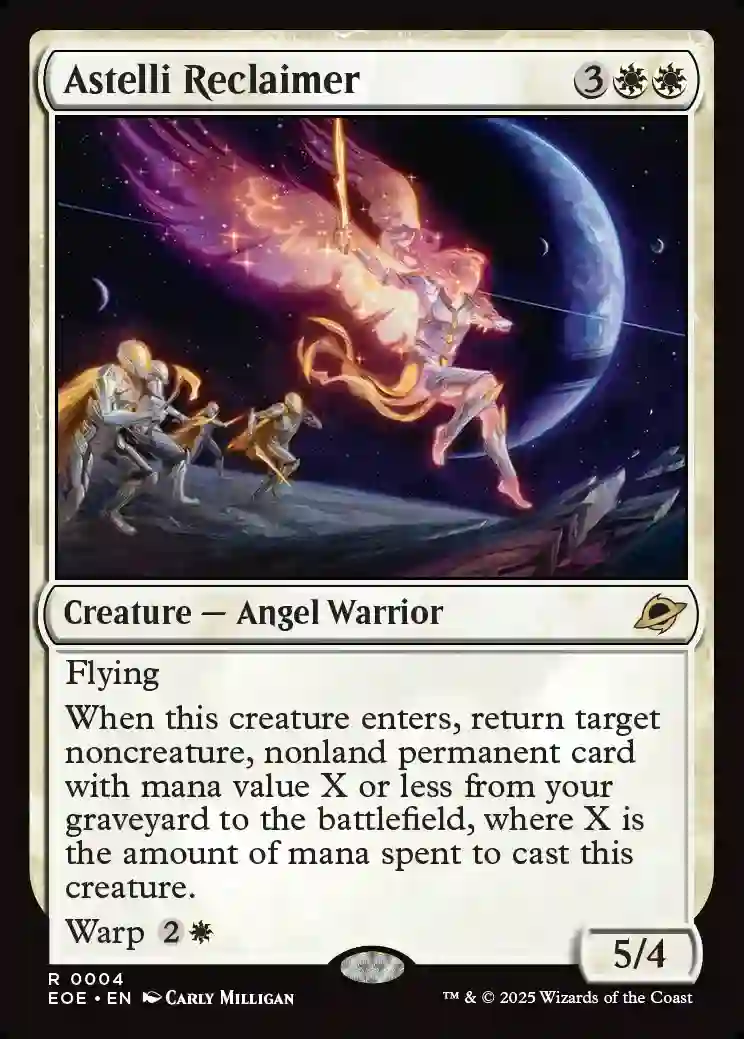 Astelli Reclaimer 3
Creature — Angel Warrior
Flying
When this creature enters, return target
noncreature, nonland permanent card
with mana value X or less from your
graveyard to the battlefield, where X is
the amount of mana spent to cast this
creature.
Warp 2
5/4
R 0004
EOE • EN Carly Milligan
™ & © 2025 Wizards of the Coast